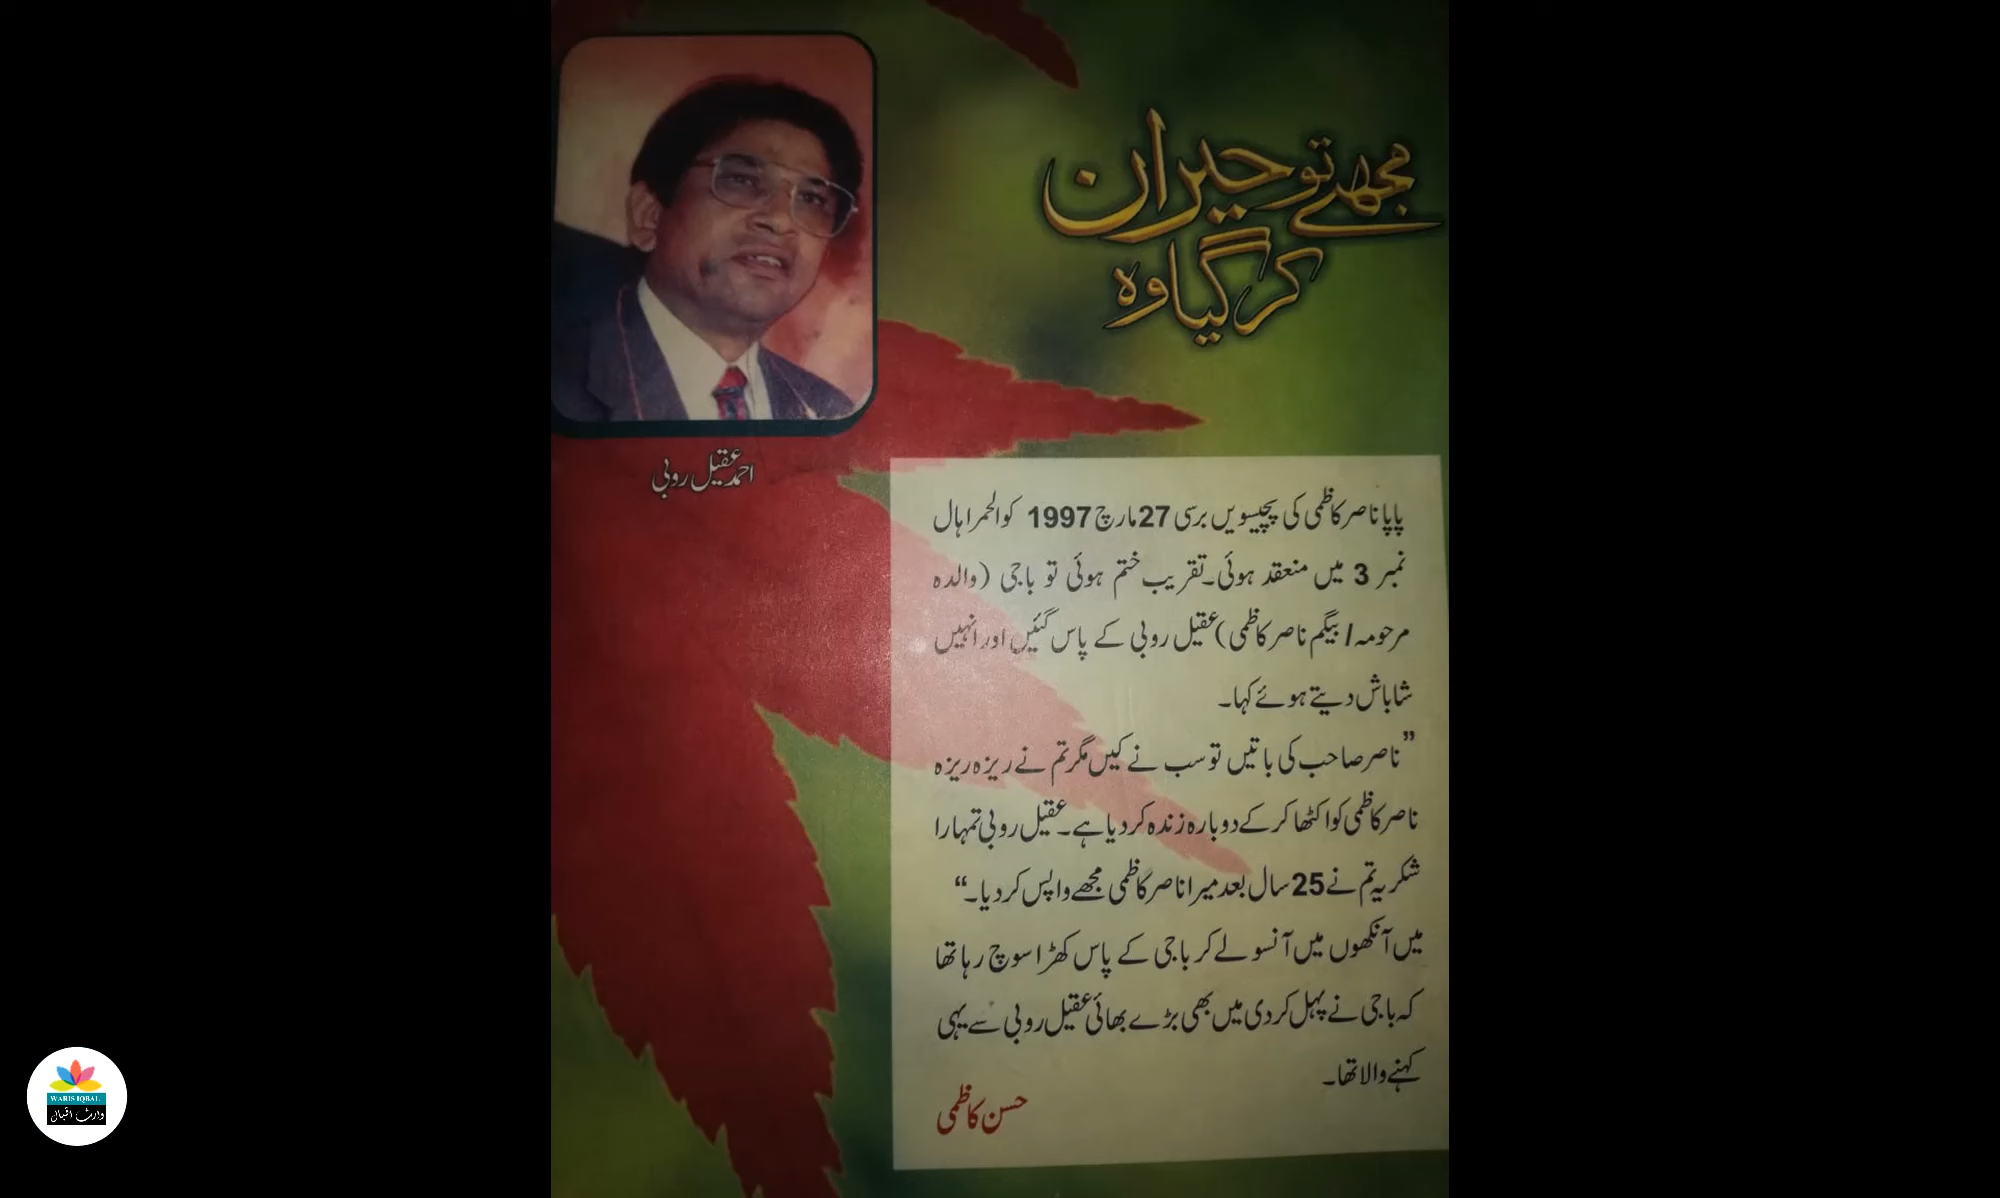 مجھے تو حیران
کر گیا وہ
احمد عقیل روبی
پاپا ناصر کاظمی کی پچیسویں برسی 27 مارچ 1997 کو الحمرا ہال
نمبر 3 میں منعقد ہوئی۔ تقریب ختم ہوئی تو باجی (والدہ
مرحومہ / بیگم ناصر کاظمی) عقیل روبی کے پاس گئیں اور انہیں
شاباش دیتے ہوئے کہا۔
”ناصر صاحب کی باتیں تو سب نے کیں مگر تم نے ریزہ ریزہ
ناصر کاظمی کو اکٹھا کر کے دوبارہ زندہ کر دیا ہے۔ عقیل روبی تمہارا
شکریہ تم نے 25 سال بعد میرا ناصر کاظمی مجھے واپس کر دیا۔“
میں آنکھوں میں آنسو لے کر باجی کے پاس کھڑا سوچ رہا تھا
کہ باجی نے پہل کر دی میں بھی بڑے بھائی عقیل روبی سے یہی
کہنے والا تھا۔
حسن کاظمی
WARIS IQBAL
وارث اقبال